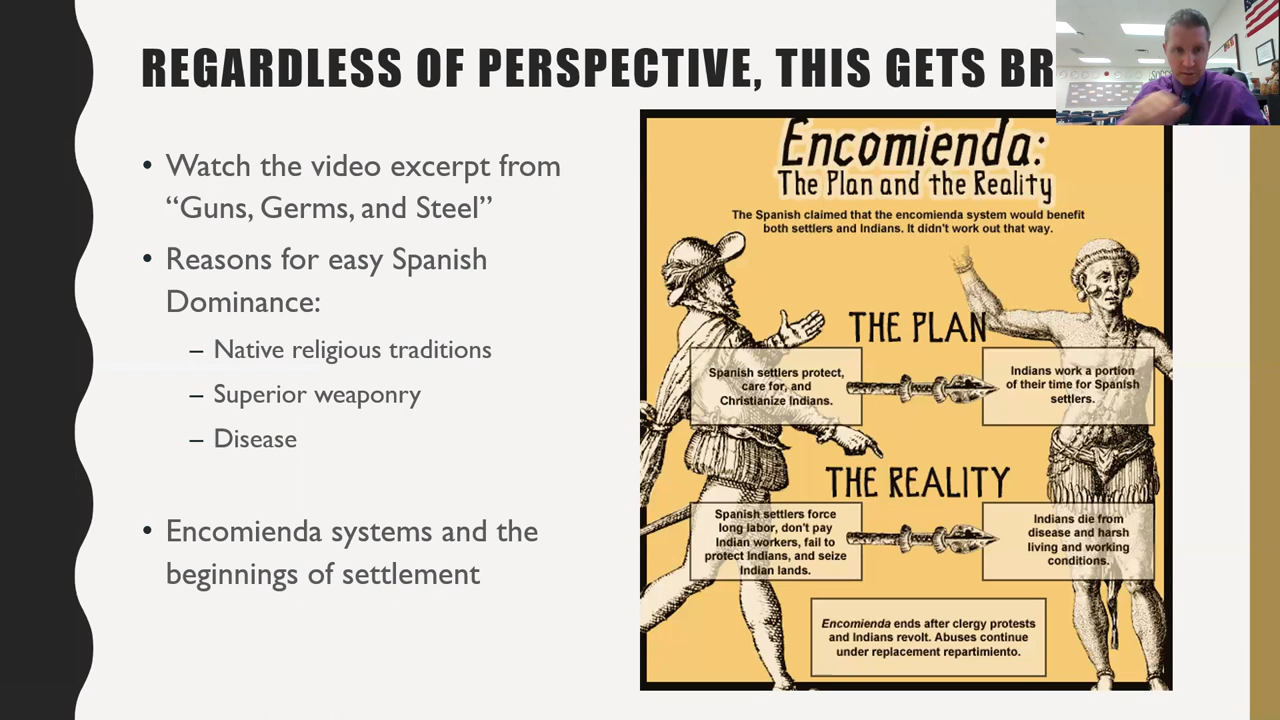 REGARDLESS OF PERSPECTIVE, THIS GETS BR
• Watch the video excerpt from
“Guns, Germs, and Steel”
• Reasons for easy Spanish
Dominance:
– Native religious traditions
– Superior weaponry
– Disease
• Encomienda systems and the
beginnings of settlement
Encomienda:
The Plan and the Reality
The Spanish claimed that the encomienda system would benefit
both settlers and Indians. It didn't work out that way.
THE PLAN
Spanish settlers protect,
care for, and
Christianize Indians.
Indians work a portion
of their time for Spanish
settlers.
THE REALITY
Spanish settlers force
long labor, don't pay
Indian workers, fail to
protect Indians, and seize
Indian lands.
Indians die from
disease and harsh
living and working
conditions.
Encomienda ends after clergy protests
and Indians revolt. Abuses continue
under replacement repartimiento.